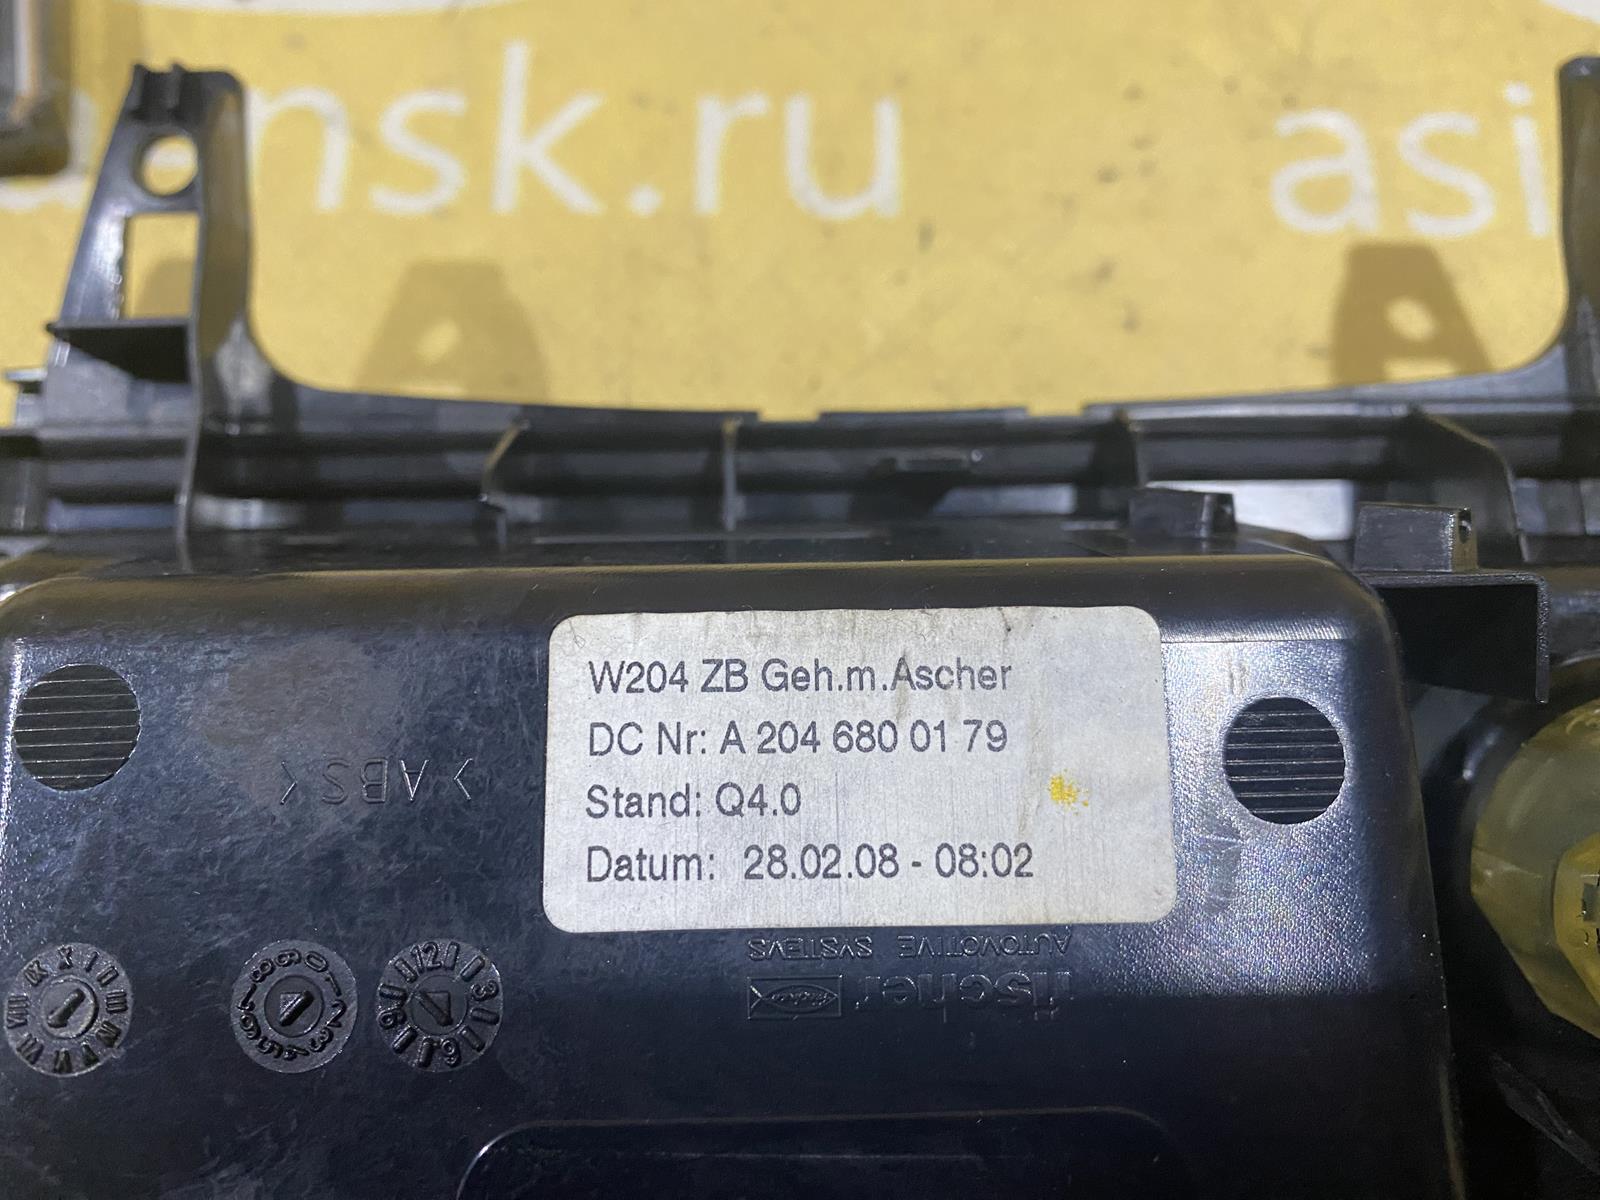 nsk.ru
asi
W204 ZB Geh.m.Ascher
DC Nr: A 204 680 01 79
Stand: Q4.0
Datum: 28.02.08 - 08:02
>ABS<
fischer
AUTOMOTIVE SYSTEMS